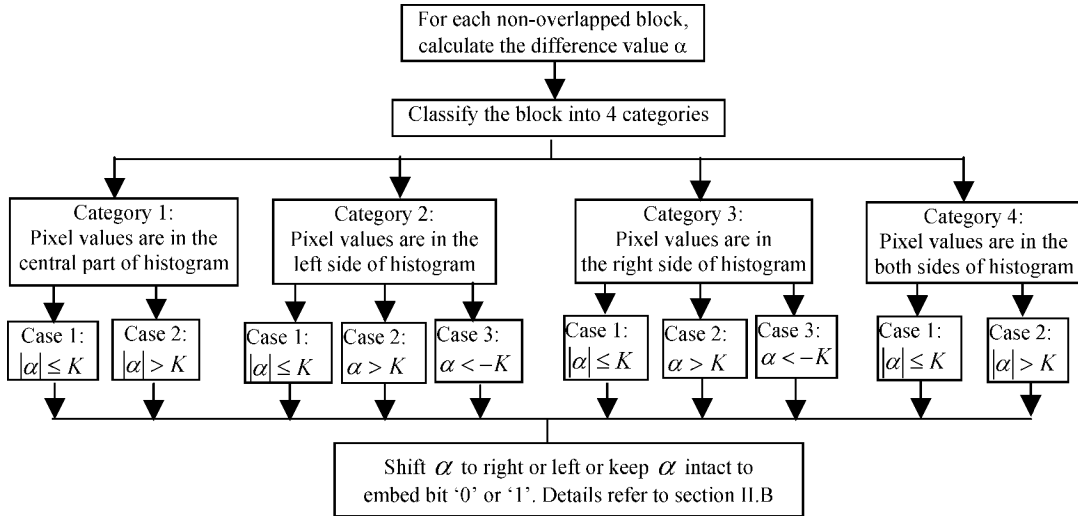 For each non-overlapped block,
calculate the difference value α
Classify the block into 4 categories
Category 1:
Pixel values are in the
central part of histogram
Category 2:
Pixel values are in the
left side of histogram
Category 3:
Pixel values are in
the right side of histogram
Category 4:
Pixel values are in the
both sides of histogram
Case 1:
|α| ≤ K
Case 2:
|α| > K
Case 1:
|α| ≤ K
Case 2:
α > K
Case 3:
α < −K
Case 1:
|α| ≤ K
Case 2:
α > K
Case 3:
α < −K
Case 1:
|α| ≤ K
Case 2:
|α| > K
Shift α to right or left or keep α intact to
embed bit ‘0’ or ‘1’. Details refer to section II.B